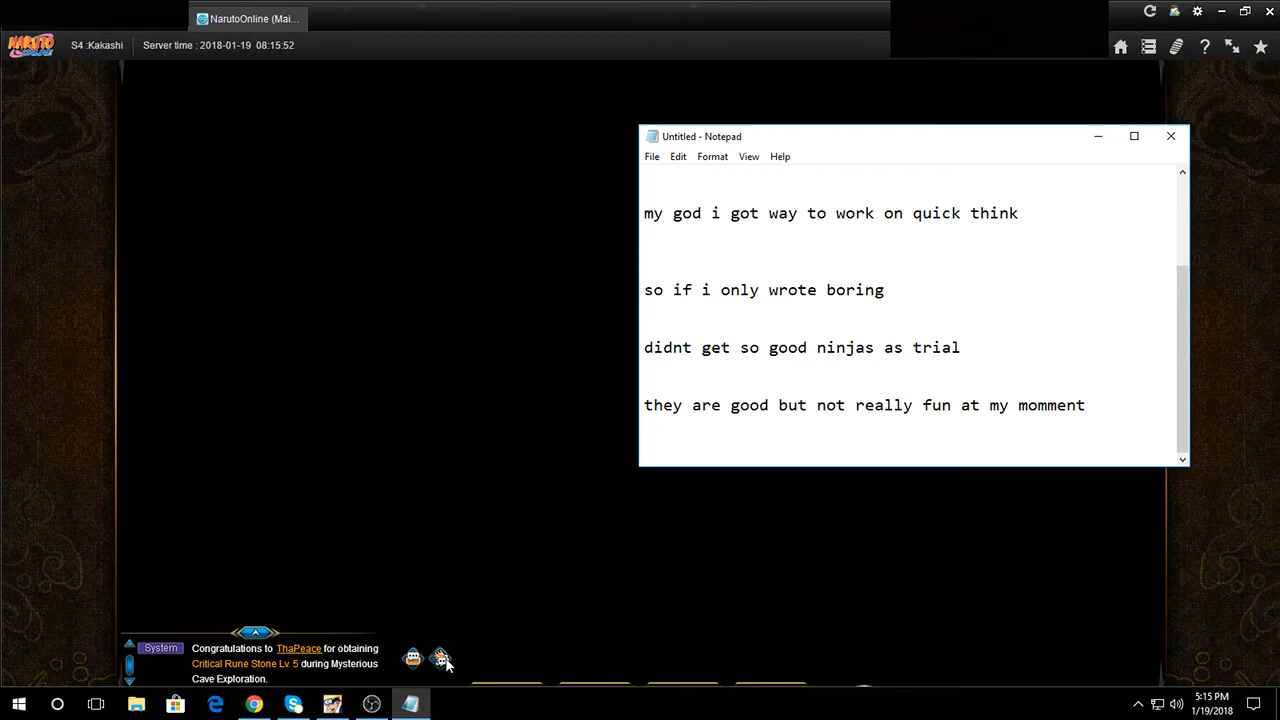 NarutoOnline (Mai...
NARUTO
S4 :Kakashi
Server time : 2018-01-19 08:15:52
Untitled - Notepad
File Edit Format View Help
my god i got way to work on quick think
so if i only wrote boring
didnt get so good ninjas as trial
they are good but not really fun at my momment
System
Congratulations to ThaPeace for obtaining
Critical Rune Stone Lv. 5 during Mysterious
Cave Exploration.
5:15 PM
1/19/2018